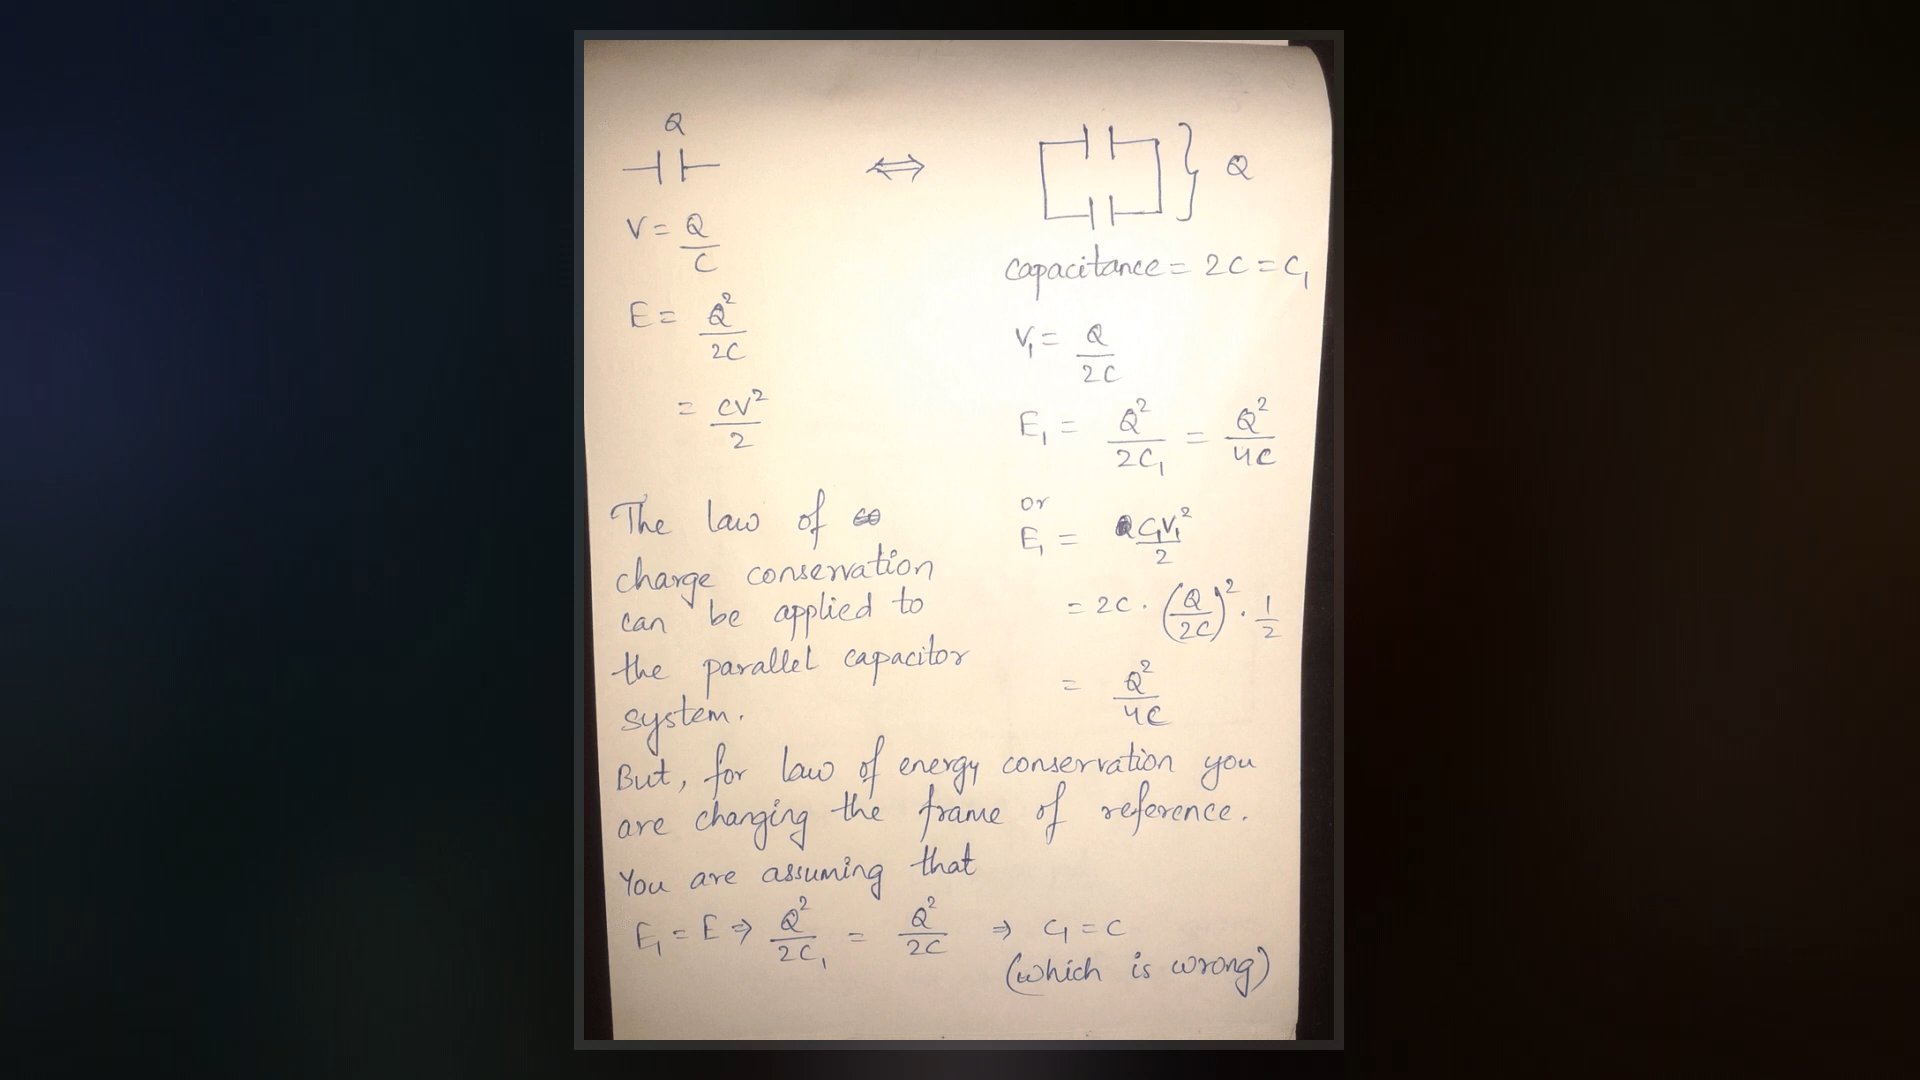 Q
V = Q/C
E = Q²/2C
= CV²/2
⇔
} Q
Capacitance = 2C = C₁
V₁ = Q/2C
E₁ = Q²/2C₁ = Q²/4C
or
E₁ = C₁V₁²/2
= 2C · (Q/2C)² · 1/2
= Q²/4C
The law of
charge conservation
can be applied to
the parallel capacitor
system.
But, for law of energy conservation you
are changing the frame of reference.
You are assuming that
E₁ = E ⇒ Q²/2C₁ = Q²/2C ⇒ C₁ = C
(which is wrong)